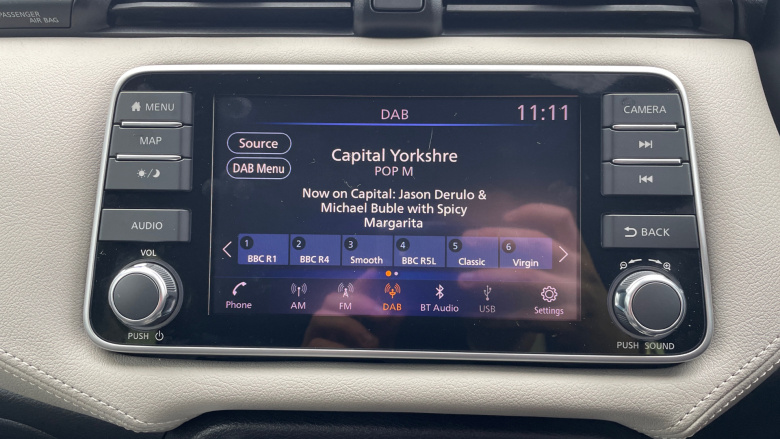 PASSENGER
AIR BAG
MENU
MAP
AUDIO
VOL
PUSH
DAB
11:11
Source
DAB Menu
Capital Yorkshre
POP M
Now on Capital: Jason Derulo &
Michael Buble with Spicy
Margarita
1 BBC R1
2 BBC R4
3 Smooth
4 BBC R5L
5 Classic
6 Virgin
Phone
AM
FM
DAB
BT Audio
USB
Settings
CAMERA
BACK
PUSH SOUND